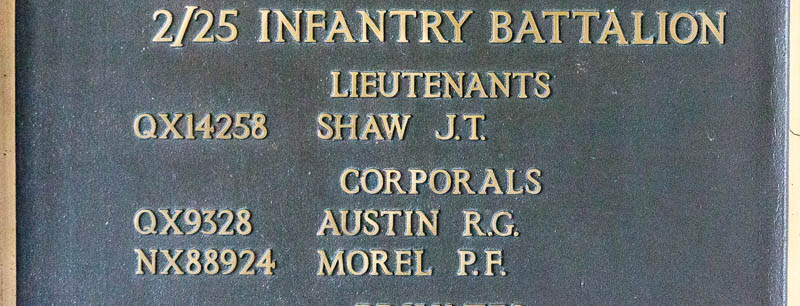 2/25 INFANTRY BATTALION
LIEUTENANTS
QX14258 SHAW J.T.
CORPORALS
QX9328 AUSTIN R.G.
NX88924 MOREL P.F.